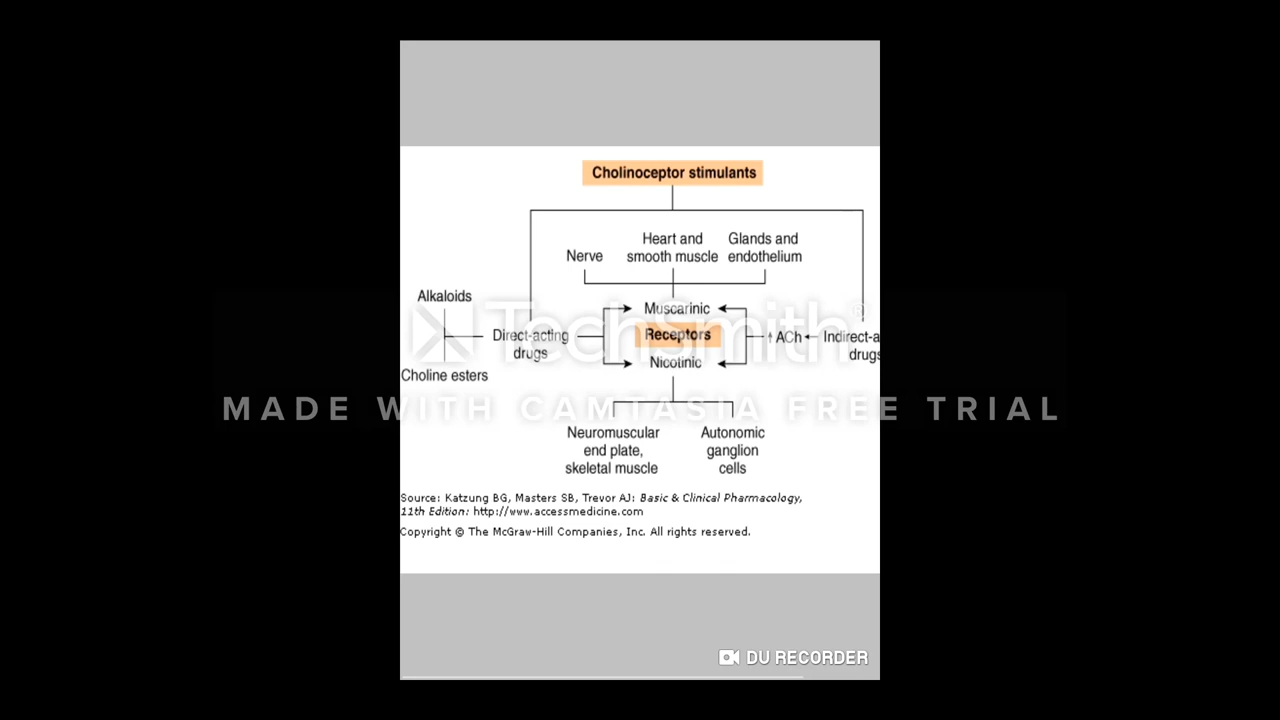 Cholinoceptor stimulants
Nerve
Heart and
smooth muscle
Glands and
endothelium
Alkaloids
Muscarinic
Direct-acting
drugs
Receptors
↑ ACh
Indirect-a
drugs
Nicotinic
Choline esters
TechSmith®
MADE WITH CAMTASIA FREE TRIAL
Neuromuscular
end plate,
skeletal muscle
Autonomic
ganglion
cells
Source: Katzung BG, Masters SB, Trevor AJ: Basic & Clinical Pharmacology,
11th Edition: http://www.accessmedicine.com
Copyright © The McGraw-Hill Companies, Inc. All rights reserved.
DU RECORDER